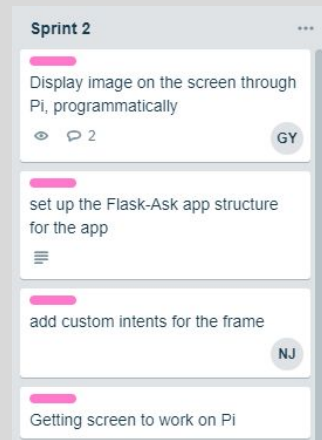 Sprint 2
Display image on the screen through
Pi, programmatically
2
GY
set up the Flask-Ask app structure
for the app
add custom intents for the frame
NJ
Getting screen to work on Pi